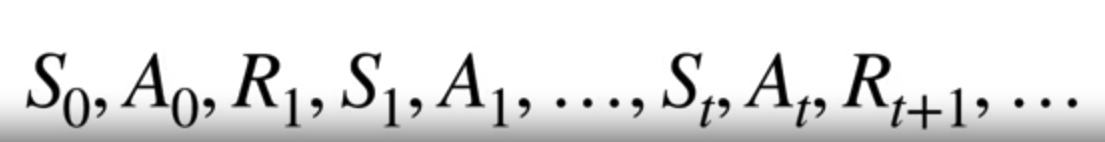 S₀, A₀, R₁, S₁, A₁, …, Sₜ, Aₜ, Rₜ₊₁, …